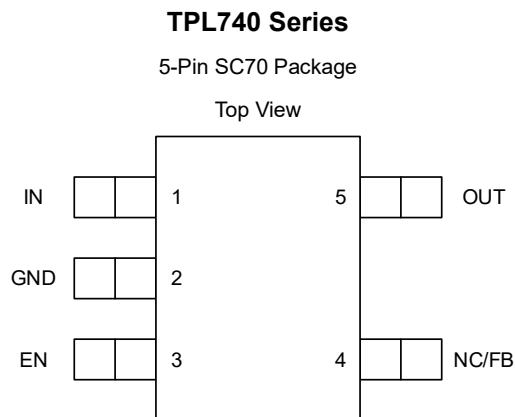 TPL740 Series
5-Pin SC70 Package
Top View
IN 1 5 OUT
GND 2
EN 3 4 NC/FB